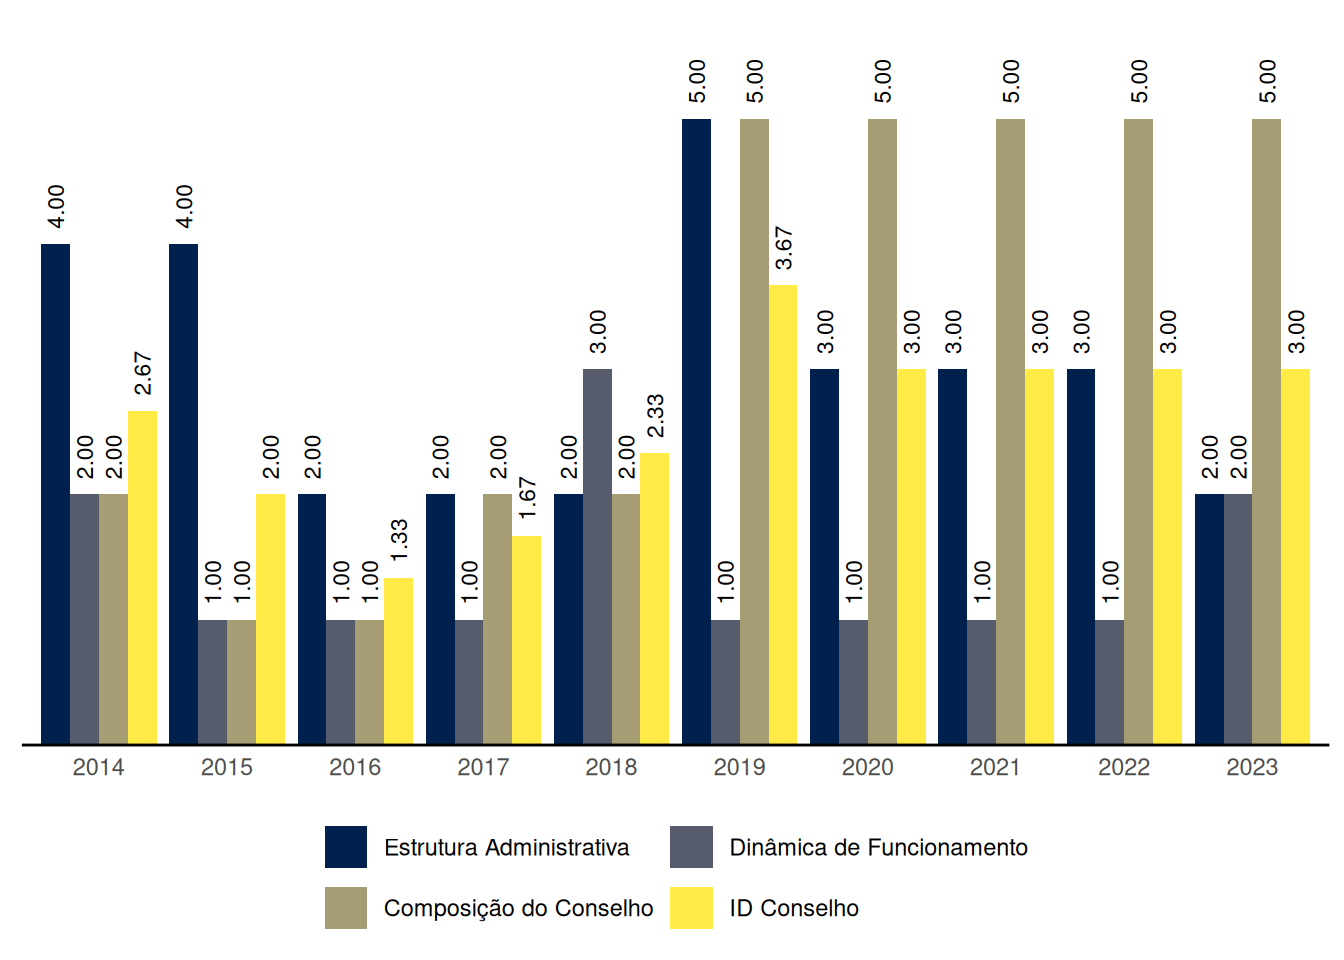 5.00 5.00 5.00 5.00 5.00 5.00
4.00 4.00
3.67
3.00 3.00 3.00 3.00 3.00 3.00 3.00 3.00
2.67
2.33
2.00 2.00 2.00 2.00 2.00 2.00 2.00 2.00 2.00 2.00
1.67
1.33
1.00 1.00 1.00 1.00 1.00 1.00 1.00 1.00 1.00
2014 2015 2016 2017 2018 2019 2020 2021 2022 2023
Estrutura Administrativa Dinâmica de Funcionamento
Composição do Conselho ID Conselho